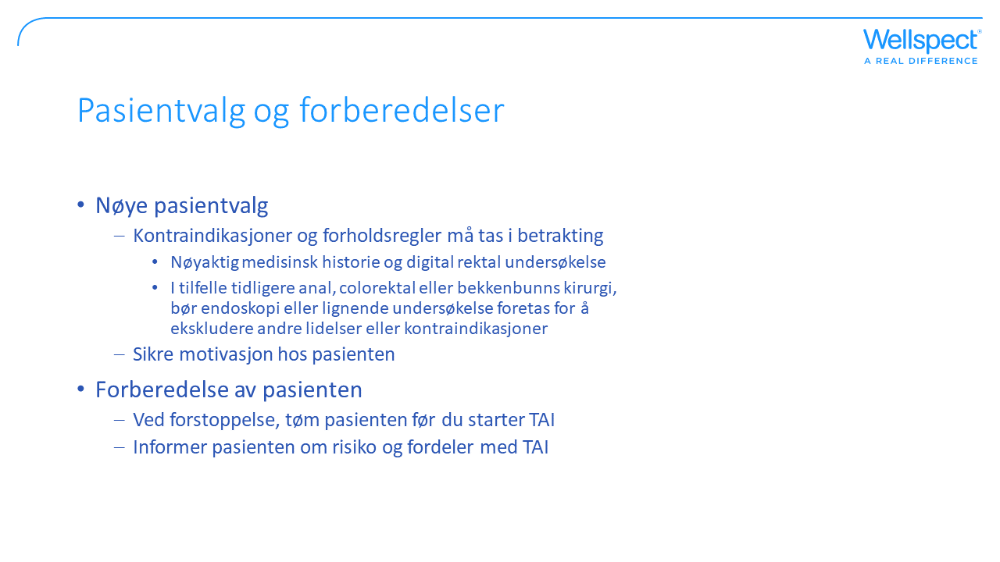 Wellspect®
A REAL DIFFERENCE
Pasientvalg og forberedelser
• Nøye pasientvalg
– Kontraindikasjoner og forholdsregler må tas i betrakting
• Nøyaktig medisinsk historie og digital rektal undersøkelse
• I tilfelle tidligere anal, colorektal eller bekkenbunns kirurgi,
bør endoskopi eller lignende undersøkelse foretas for å
ekskludere andre lidelser eller kontraindikasjoner
– Sikre motivasjon hos pasienten
• Forberedelse av pasienten
– Ved forstoppelse, tøm pasienten før du starter TAI
– Informer pasienten om risiko og fordeler med TAI